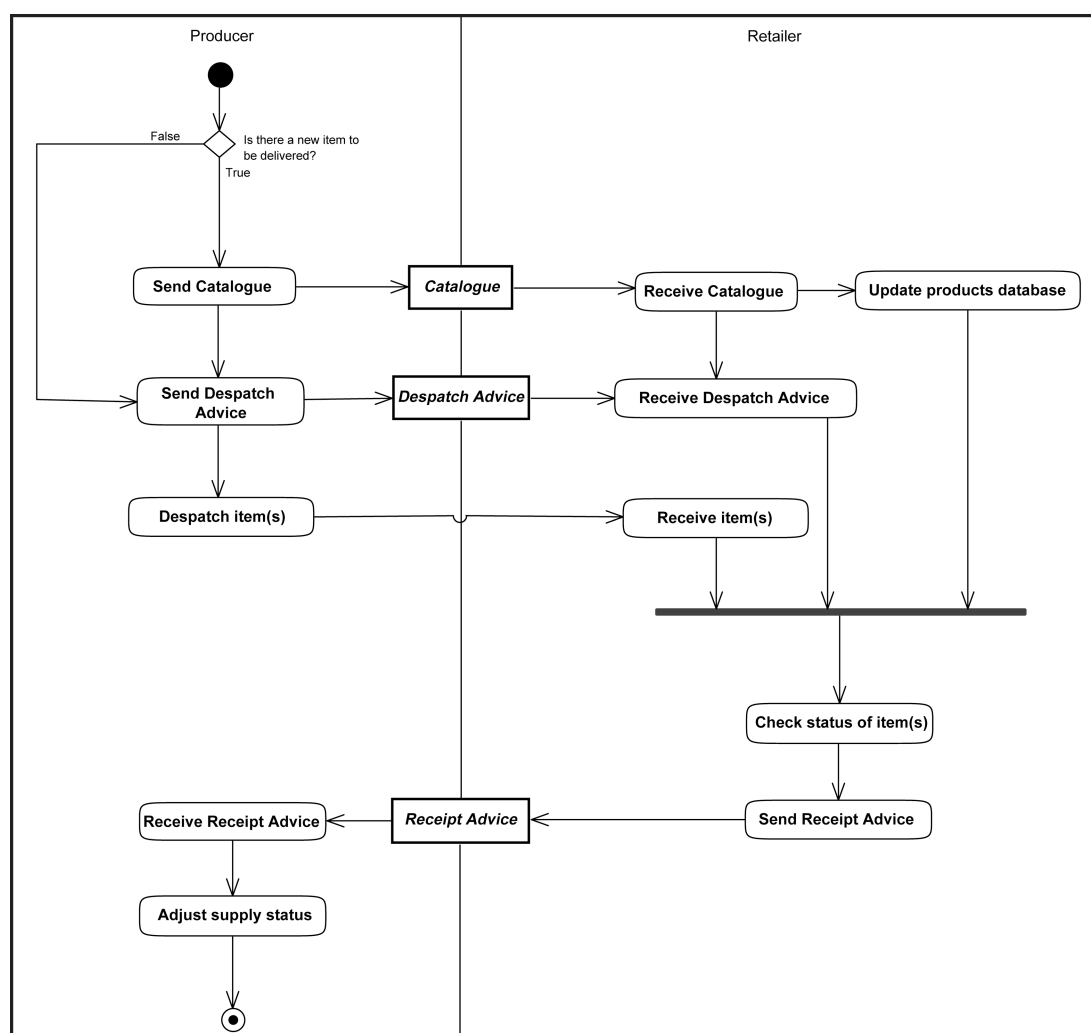 Producer
Retailer
False
Is there a new item to
be delivered?
True
Send Catalogue
Catalogue
Receive Catalogue
Update products database
Send Despatch
Advice
Despatch Advice
Receive Despatch Advice
Despatch item(s)
Receive item(s)
Check status of item(s)
Receive Receipt Advice
Receipt Advice
Send Receipt Advice
Adjust supply status